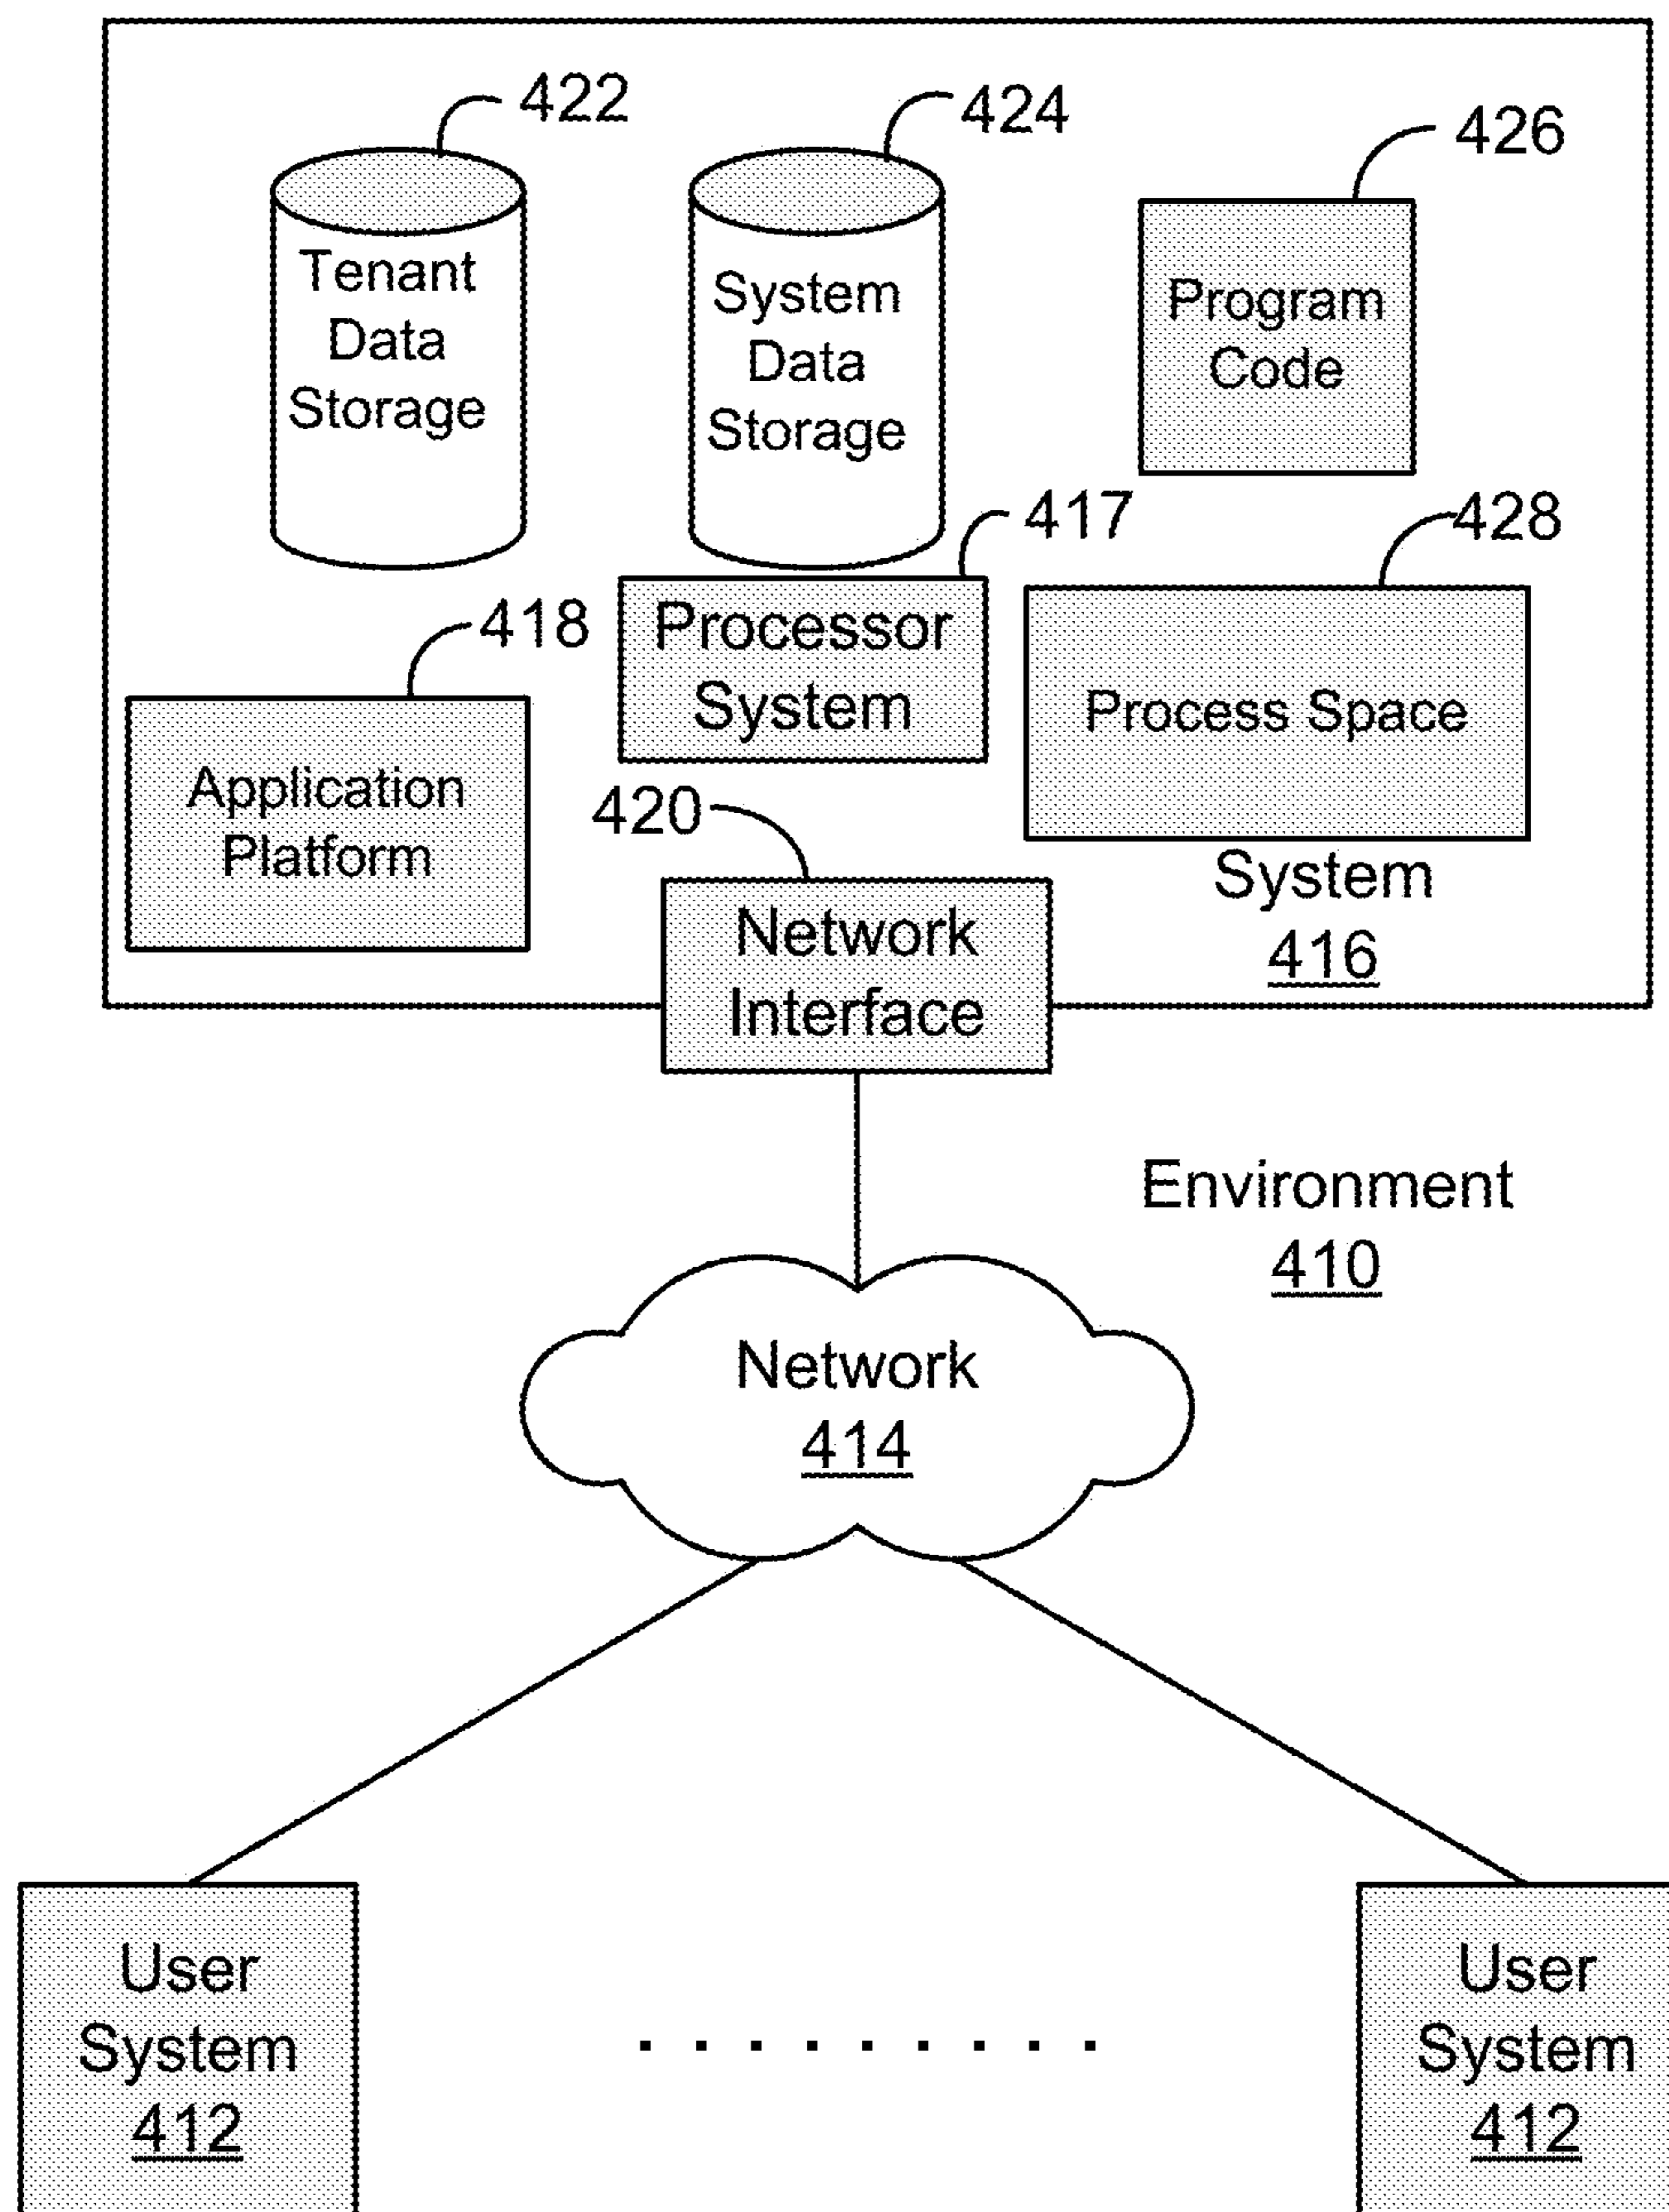 422
424
426
Tenant
Data
Storage
System
Data
Storage
Program
Code
417
428
418
Processor
System
Process Space
Application
Platform
420
System
416
Network
Interface
Environment
410
Network
414
User
System
412
. . . . . . . . .
User
System
412